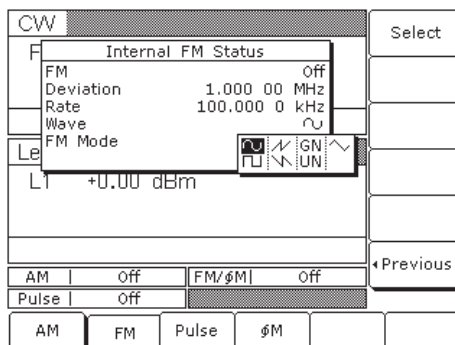 CW
Select
F
Internal FM Status
FM Off
Deviation 1.000 00 MHz
Rate 100.000 0 kHz
Wave
FM Mode
GN
UN
Le
L1 +0.00 dBm
Previous
AM | Off FM/ϕM| Off
Pulse | Off
AM FM Pulse ϕM